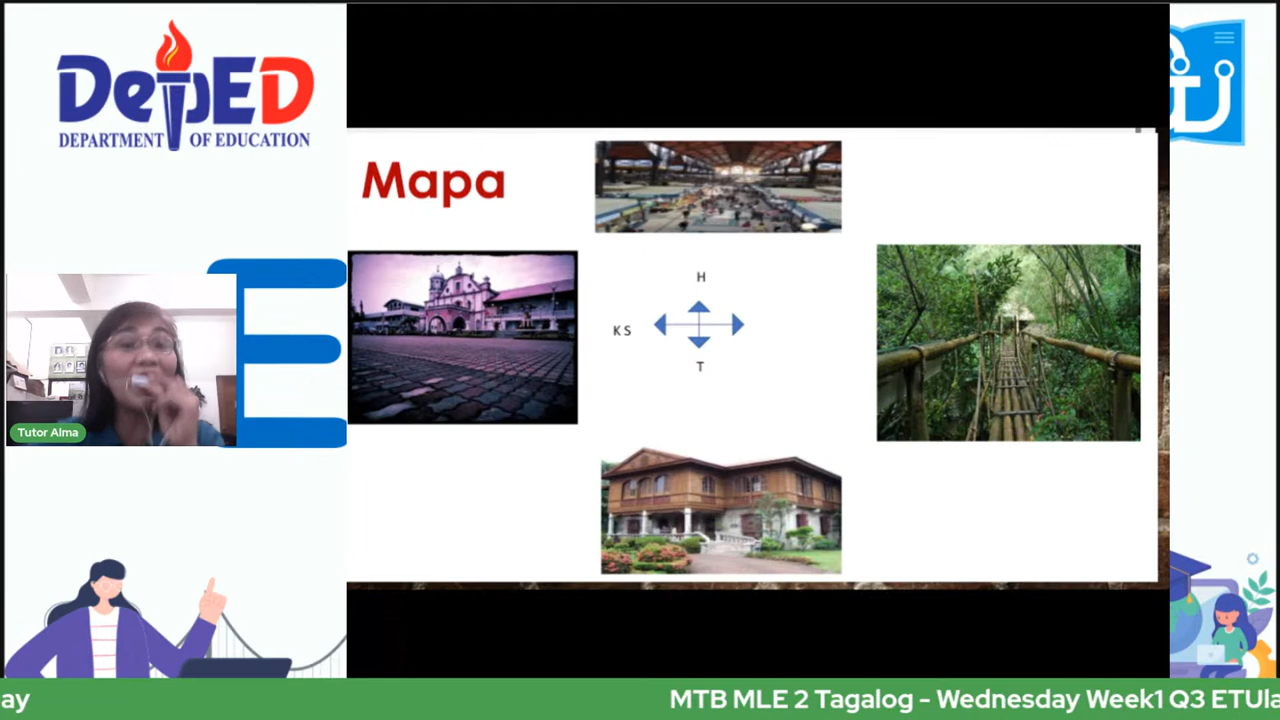 DepED
DEPARTMENT OF EDUCATION
Mapa
H
KS
T
E
Tutor Alma
ay
MTB MLE 2 Tagalog - Wednesday Week1 Q3 ETUla